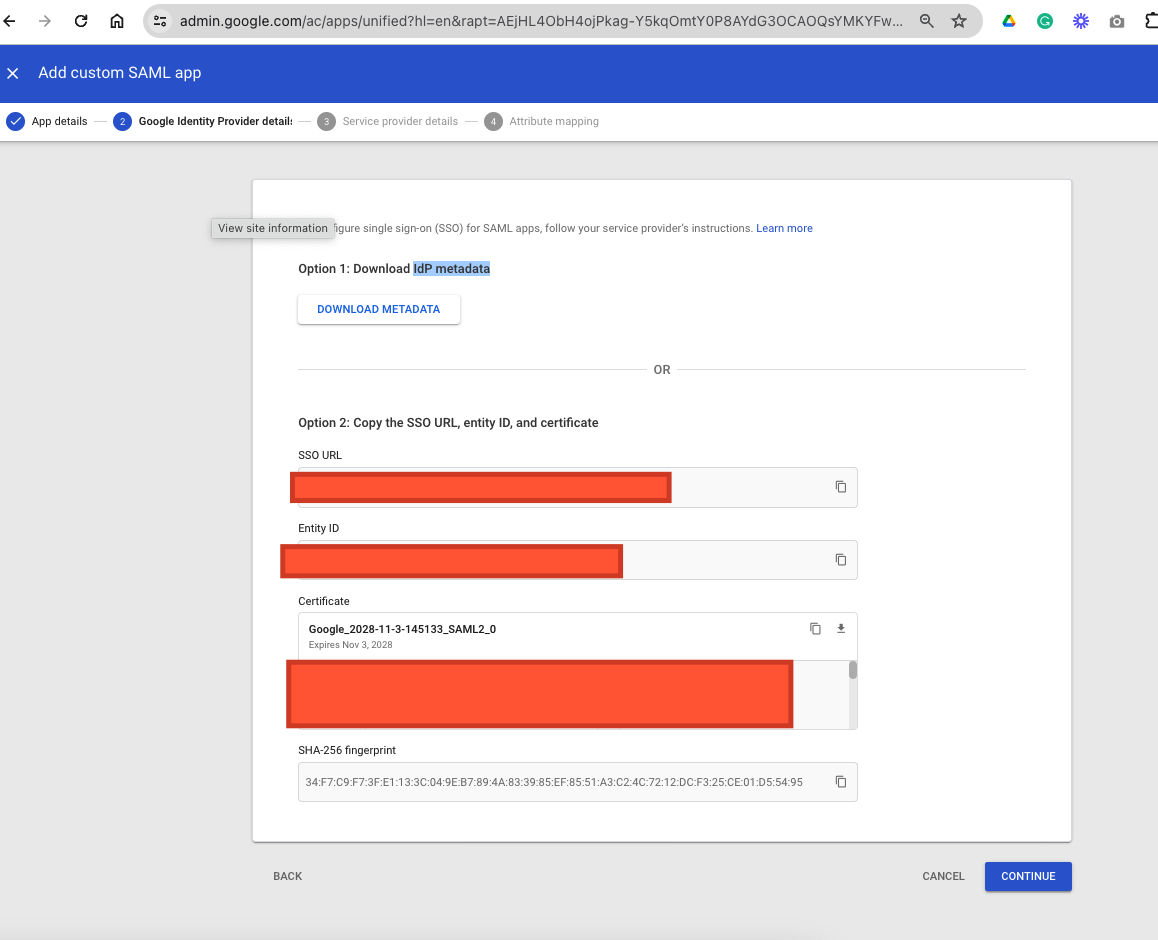 admin.google.com/ac/apps/unified?hl=en&rapt=AEjHL4ObH4ojPkag-Y5kqOmtY0P8AYdG3OCAOQsYMKYFw...
Add custom SAML app
App details
2 Google Identity Provider details
3 Service provider details
4 Attribute mapping
View site information
figure single sign-on (SSO) for SAML apps, follow your service provider's instructions. Learn more
Option 1: Download IdP metadata
DOWNLOAD METADATA
OR
Option 2: Copy the SSO URL, entity ID, and certificate
SSO URL
Entity ID
Certificate
Google_2028-11-3-145133_SAML2_0
Expires Nov 3, 2028
SHA-256 fingerprint
34:F7:C9:F7:3F:E1:13:3C:04:9E:B7:89:4A:83:39:85:EF:85:51:A3:C2:4C:72:12:DC:F3:25:CE:01:D5:54:95
BACK
CANCEL
CONTINUE